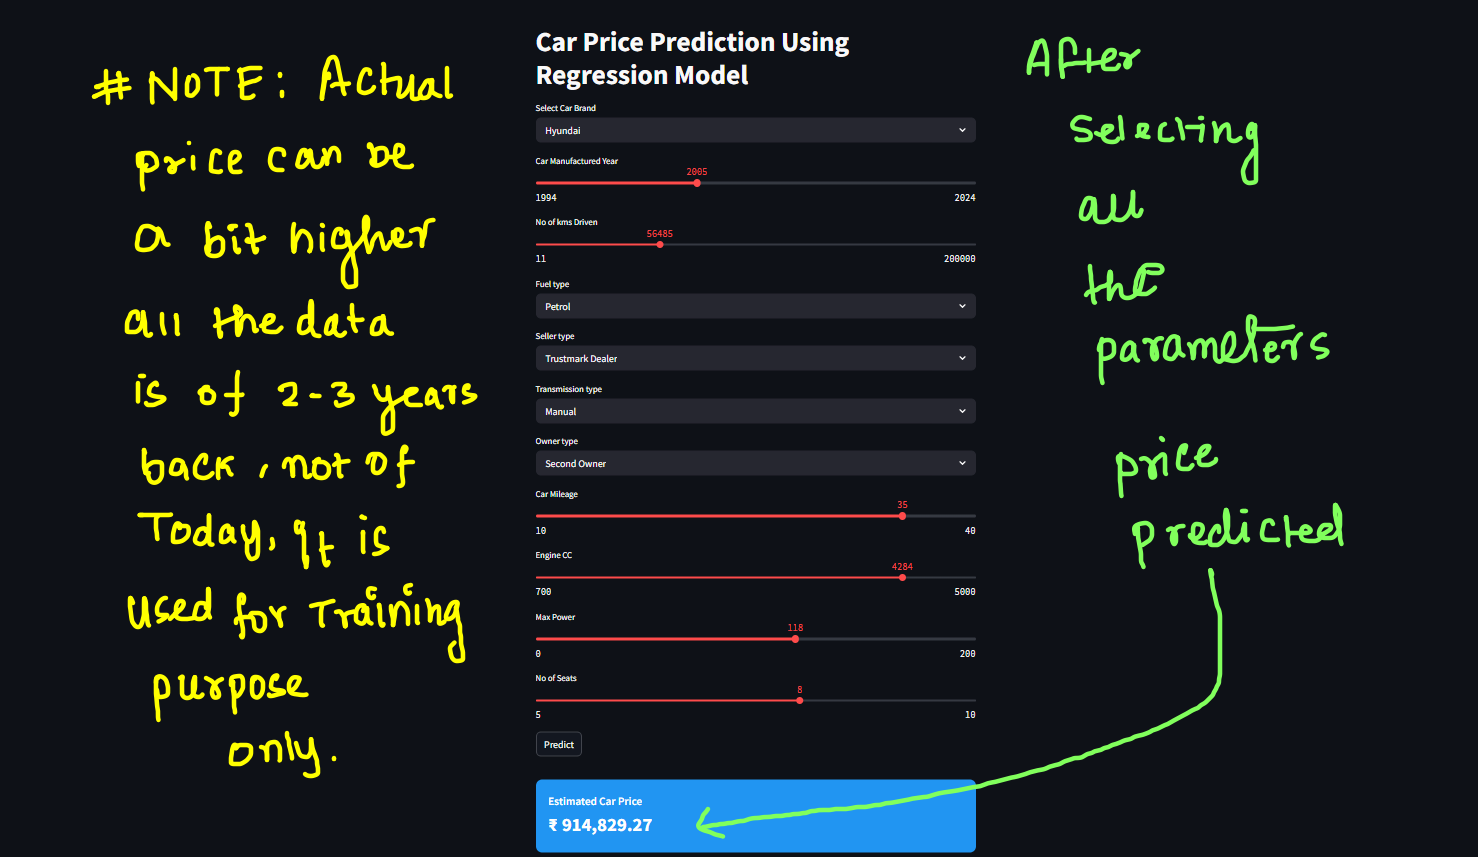 # NOTE: Actual
price can be
a bit higher
all the data
is of 2-3 years
back, not of
Today, It is
used for Training
purpose
only.
Car Price Prediction Using
Regression Model
Select Car Brand
Hyundai
Car Manufactured Year
2005
1994 2024
No of kms Driven
56485
11 200000
Fuel type
Petrol
Seller type
Trustmark Dealer
Transmission type
Manual
Owner type
Second Owner
Car Mileage
35
10 40
Engine CC
4284
700 5000
Max Power
118
0 200
No of Seats
8
5 10
Predict
Estimated Car Price
₹ 914,829.27
After
Selecting
all
the
parameters
price
predicted